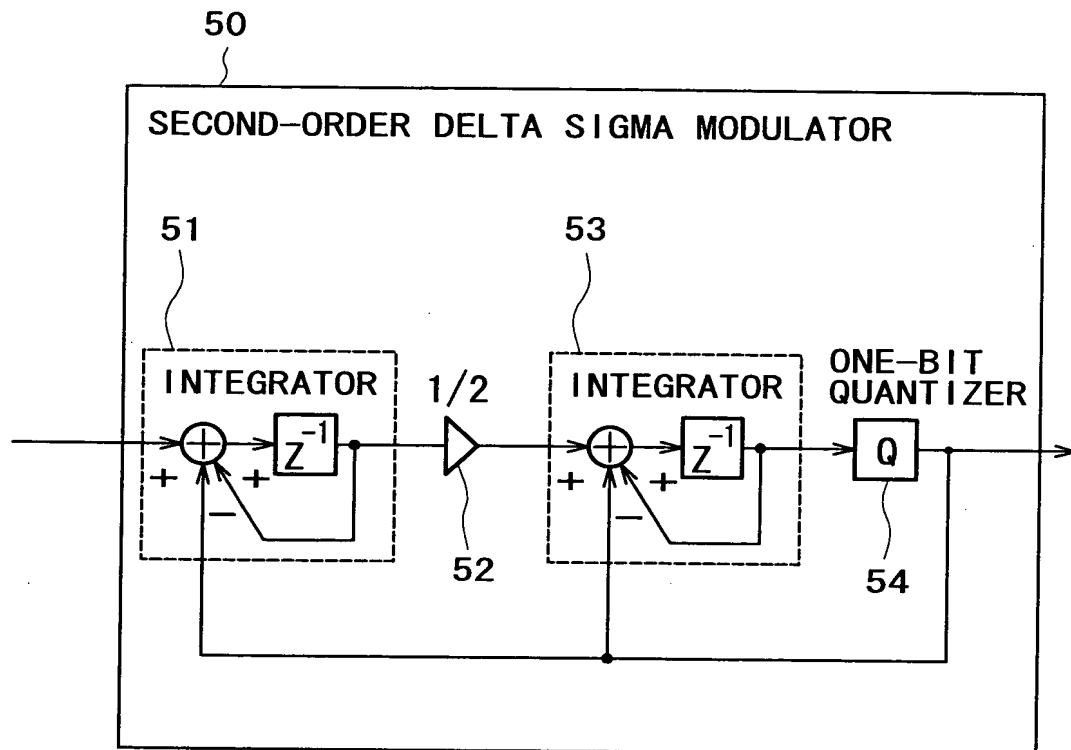 50
SECOND-ORDER DELTA SIGMA MODULATOR
51
53
INTEGRATOR
1/2
INTEGRATOR
ONE-BIT
QUANTIZER
+
Z⁻¹
+
+
−
52
+
Z⁻¹
+
+
−
Q
54